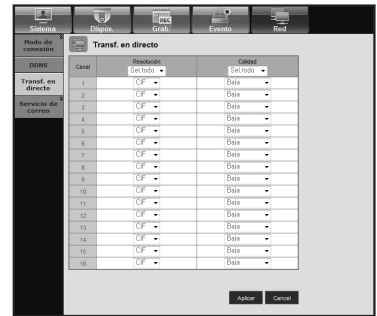 Sistema Dispos. Grab. Evento Red
REC
Modo de conexión
DDNS
Transf. en directo
Servicio de correo
Transf. en directo
Canal Resolución Calidad
Sel.todo Sel.todo
1 CIF Baja
2 CIF Baja
3 CIF Baja
4 CIF Baja
5 CIF Baja
6 CIF Baja
7 CIF Baja
8 CIF Baja
9 CIF Baja
10 CIF Baja
11 CIF Baja
12 CIF Baja
13 CIF Baja
14 CIF Baja
15 CIF Baja
16 CIF Baja
Aplicar Cancel